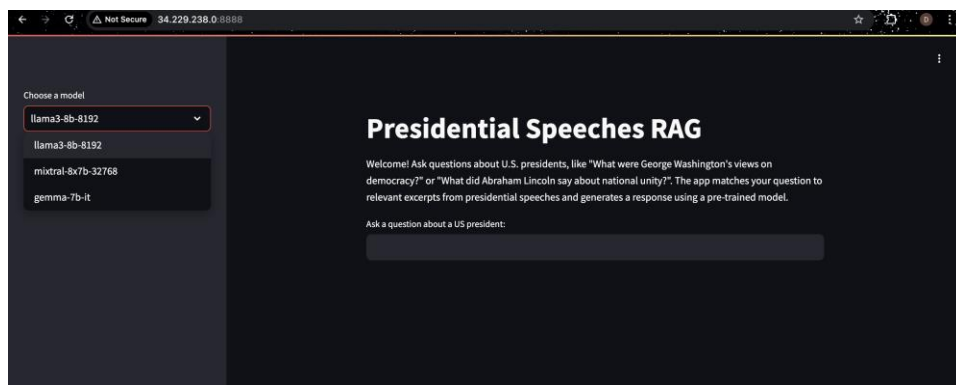 Not Secure 34.229.238.0:8888
D
Choose a model
llama3-8b-8192
llama3-8b-8192
mixtral-8x7b-32768
gemma-7b-it
Presidential Speeches RAG
Welcome! Ask questions about U.S. presidents, like "What were George Washington's views on
democracy?" or "What did Abraham Lincoln say about national unity?". The app matches your question to
relevant excerpts from presidential speeches and generates a response using a pre-trained model.
Ask a question about a US president: